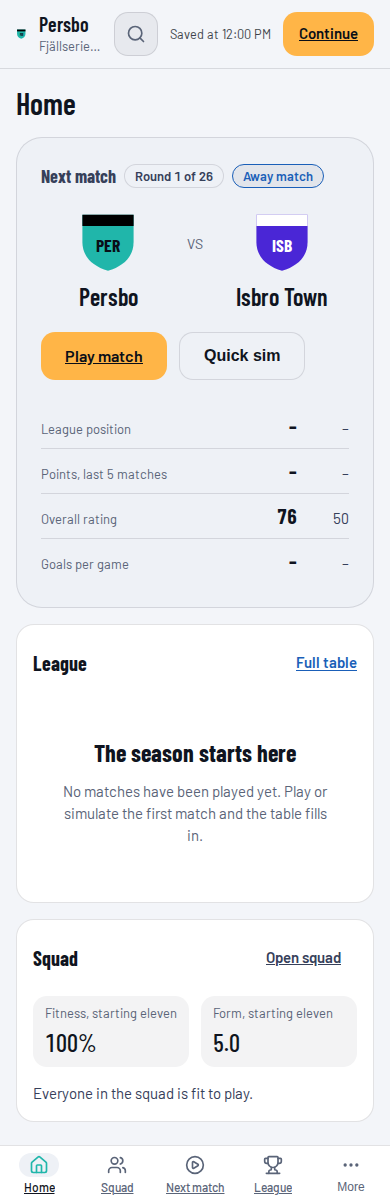 Persbo
Fjällserie...
Saved at 12:00 PM
Continue
Home
Next match
Round 1 of 26
Away match
PER
VS
ISB
Persbo
Isbro Town
Play match
Quick sim
League position - -
Points, last 5 matches - -
Overall rating 76 50
Goals per game - -
League
Full table
The season starts here
No matches have been played yet. Play or
simulate the first match and the table fills
in.
Squad
Open squad
Fitness, starting eleven
100%
Form, starting eleven
5.0
Everyone in the squad is fit to play.
Home
Squad
Next match
League
More